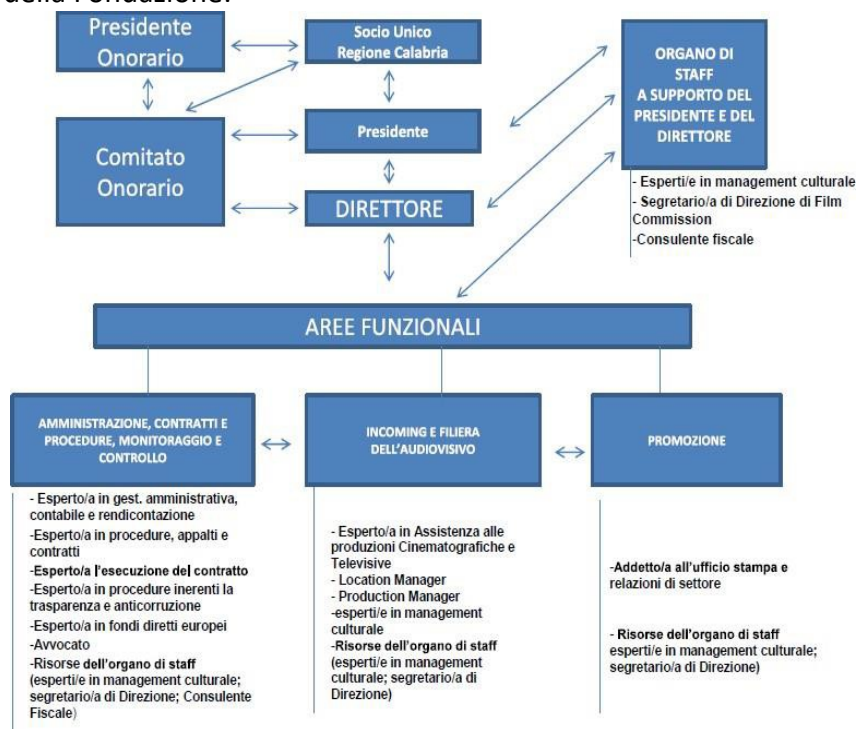 della Fondazione.
Presidente
Onorario
Socio Unico
Regione Calabria
ORGANO DI
STAFF
A SUPPORTO DEL
PRESIDENTE E DEL
DIRETTORE
Comitato
Onorario
Presidente
DIRETTORE
- Esperti/e in management culturale
- Segretario/a di Direzione di Film
Commission
-Consulente fiscale
AREE FUNZIONALI
AMMINISTRAZIONE, CONTRATTI E
PROCEDURE, MONITORAGGIO E
CONTROLLO
- Esperto/a in gest. amministrativa,
contabile e rendicontazione
-Esperto/a in procedure, appalti e
contratti
-Esperto/a l'esecuzione del contratto
-Esperto/a in procedure inerenti la
trasparenza e anticorruzione
-Esperto/a in fondi diretti europei
-Avvocato
-Risorse dell'organo di staff
(esperti/e in management culturale;
segretario/a di Direzione; Consulente
Fiscale)
INCOMING E FILIERA
DELL'AUDIOVISIVO
- Esperto/a in Assistenza alle
produzioni Cinematografiche e
Televisive
- Location Manager
- Production Manager
-esperti/e in management
culturale
-Risorse dell'organo di staff
(esperti/e in management
culturale; segretario/a di
Direzione)
PROMOZIONE
-Addetto/a all'ufficio stampa e
relazioni di settore
- Risorse dell'organo di staff
esperti/e in management culturale;
segretario/a di Direzione)